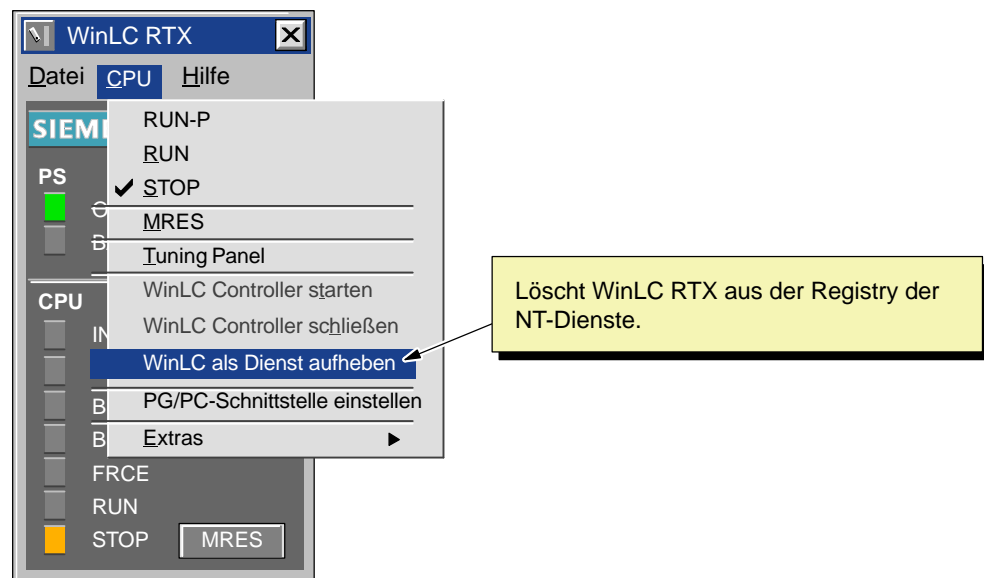 WinLC RTX
Datei CPU Hilfe
SIEM
RUN-P
RUN
STOP
MRES
Tuning Panel
WinLC Controller starten
WinLC Controller schließen
WinLC als Dienst aufheben
PG/PC-Schnittstelle einstellen
Extras
PS
CPU
IN
B
B
FRCE
RUN
STOP MRES
Löscht WinLC RTX aus der Registry der
NT-Dienste.